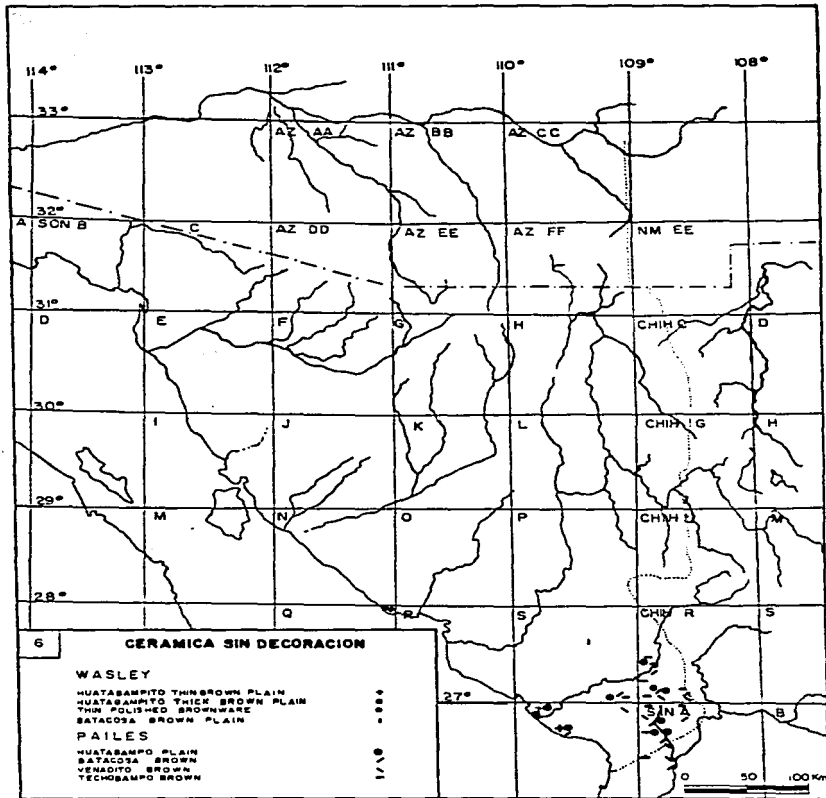 114° 113° 112° 111° 110° 109° 108°
33°
AZ AA AZ BB AZ CC
32°
A SON B C AZ DD AZ EE AZ FF NM EE
31°
D E F G H CHIH C D
30°
I J K L CHIH G H
29°
M N O P CHIH L M
28°
Q R S CHIH R S
6 CERAMICA SIN DECORACION
WASLEY
HUATABAMPITO THIN BROWN PLAIN
HUATABAMPITO THICK BROWN PLAIN
THIN POLISHED BROWNWARE
BATACOSA BROWN PLAIN
PAILES
HUATABAMPO PLAIN
BATACOSA BROWN
VENADITO BROWN
TECHOBAMPO BROWN
27°
SIN A B
0 50 100 Km